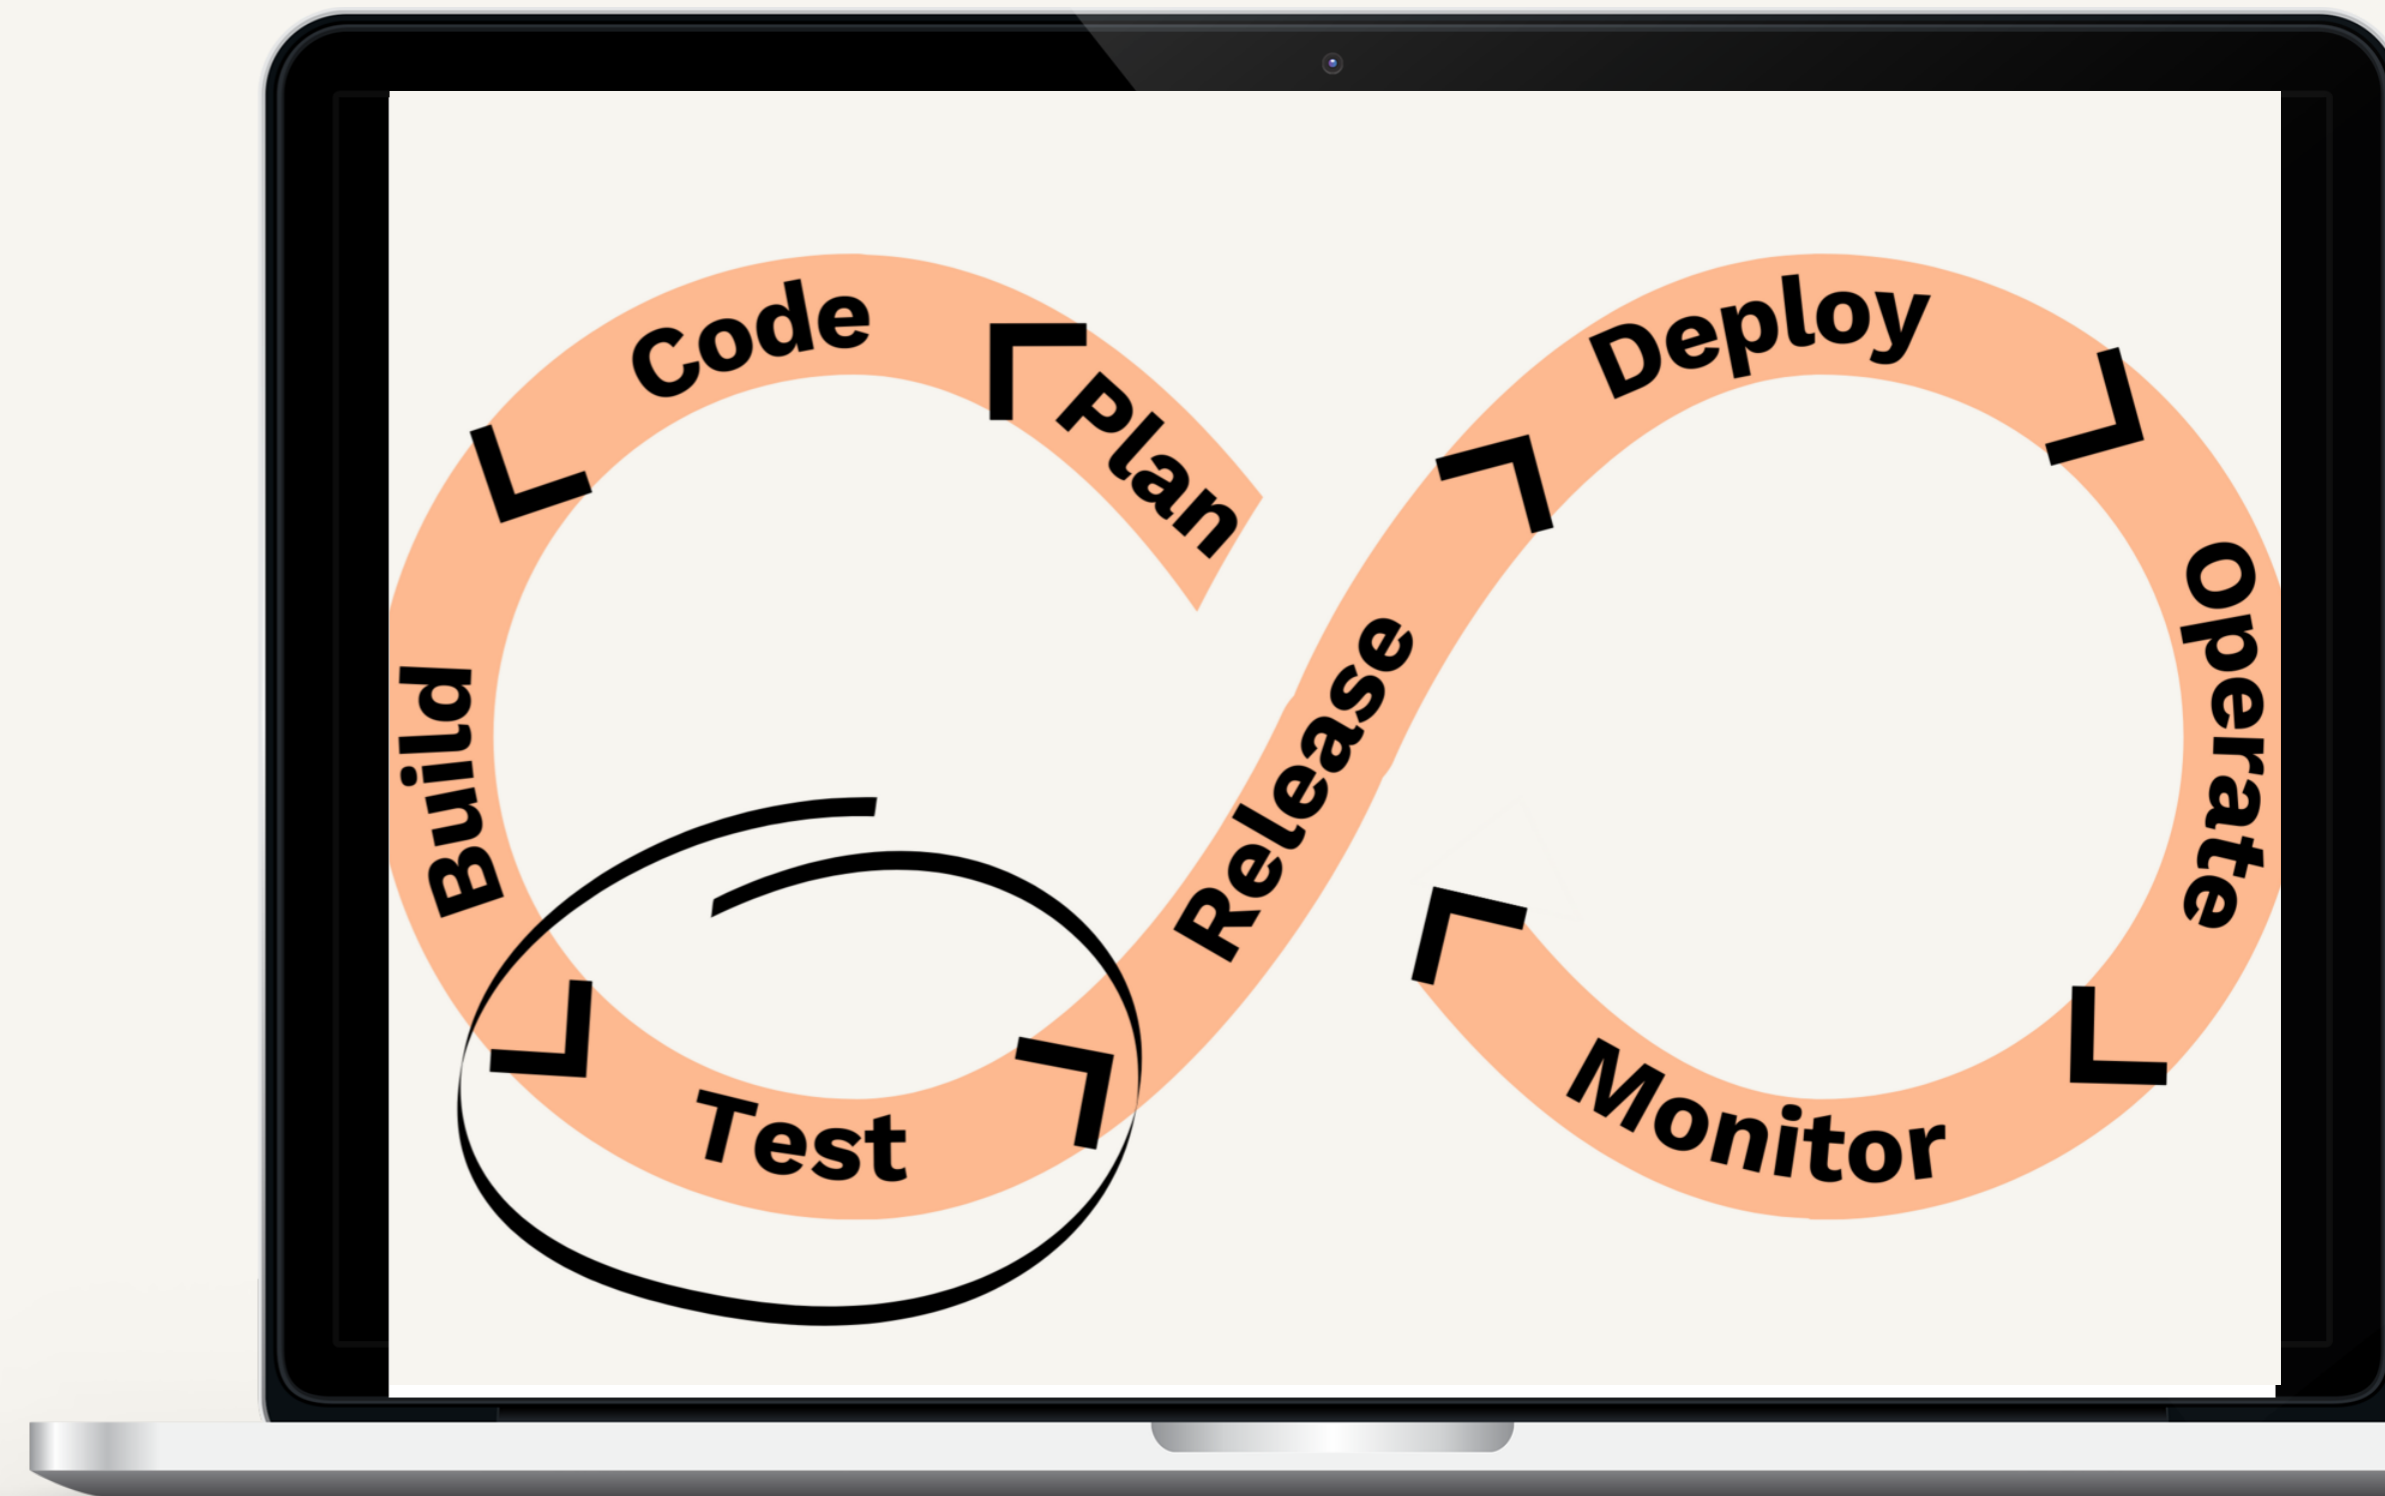 Plan
Code
Build
Test
Release
Deploy
Operate
Monitor